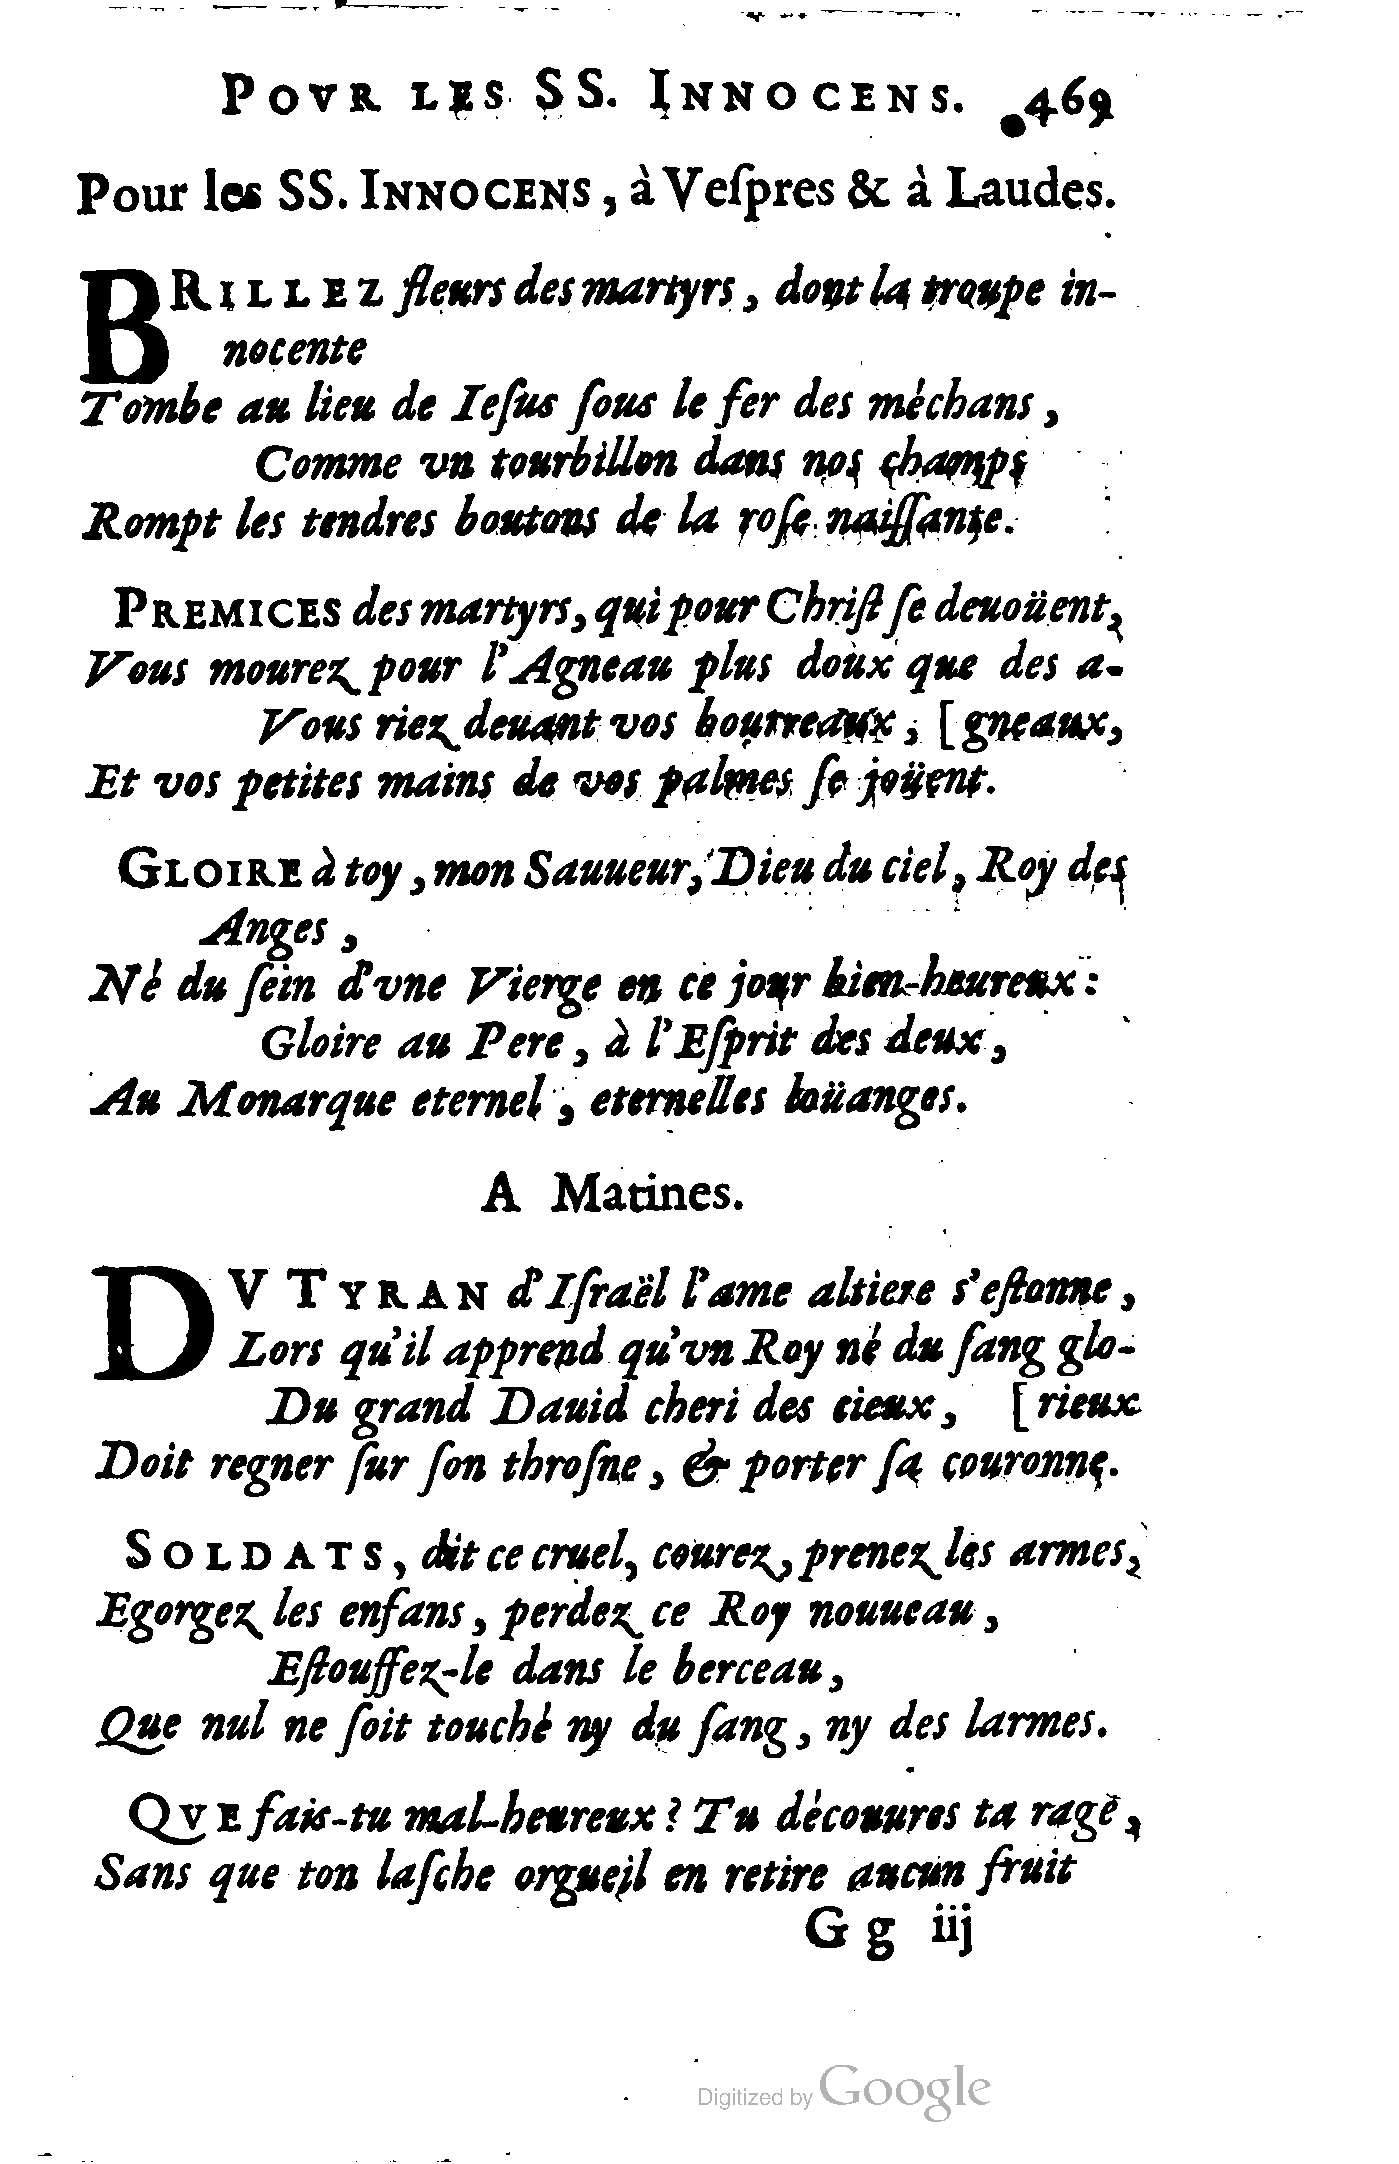 POVR LES SS. INNOCENS. 469
Pour les SS. INNOCENS, à Veſpres & à Laudes.
BRILLEZ fleurs des martyrs, dont la troupe in-
nocente
Tombe au lieu de Ieſus ſous le fer des méchans,
Comme vn tourbillon dans nos champs
Rompt les tendres boutons de la roſe naiſſante.
PREMICES des martyrs, qui pour Chriſt ſe deuoüent,
Vous mourez pour l'Agneau plus doux que des a-
Vous riez deuant vos bourreaux, [gneaux,
Et vos petites mains de vos palmes ſe joüent.
GLOIRE à toy, mon Sauueur, Dieu du ciel, Roy des
Anges,
Né du ſein d'vne Vierge en ce jour bien-heureux:
Gloire au Pere, à l'Eſprit des deux,
Au Monarque eternel, eternelles loüanges.
A Matines.
DV TYRAN d'Iſraël l'ame altiere s'eſtonne,
Lors qu'il apprend qu'vn Roy né du ſang glo-
Du grand Dauid cheri des cieux, [rieux
Doit regner ſur ſon throſne, & porter ſa couronne.
SOLDATS, dit ce cruel, courez, prenez les armes,
Egorgez les enfans, perdez ce Roy nouueau,
Eſtouffez-le dans le berceau,
Que nul ne ſoit touché ny du ſang, ny des larmes.
QVE fais-tu mal-heureux? Tu découures ta rage,
Sans que ton laſche orgueil en retire aucun fruit
Gg iij
Digitized by Google